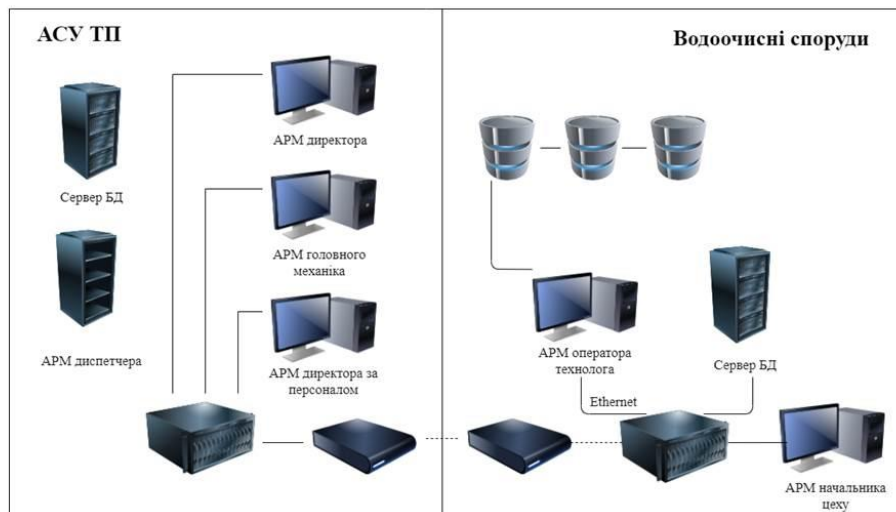 АСУ ТП
АРМ директора
Сервер БД
АРМ головного
механіка
АРМ диспетчера
АРМ директора за
персоналом
Водоочисні споруди
АРМ оператора
технолога
Сервер БД
Ethernet
АРМ начальника
цеху